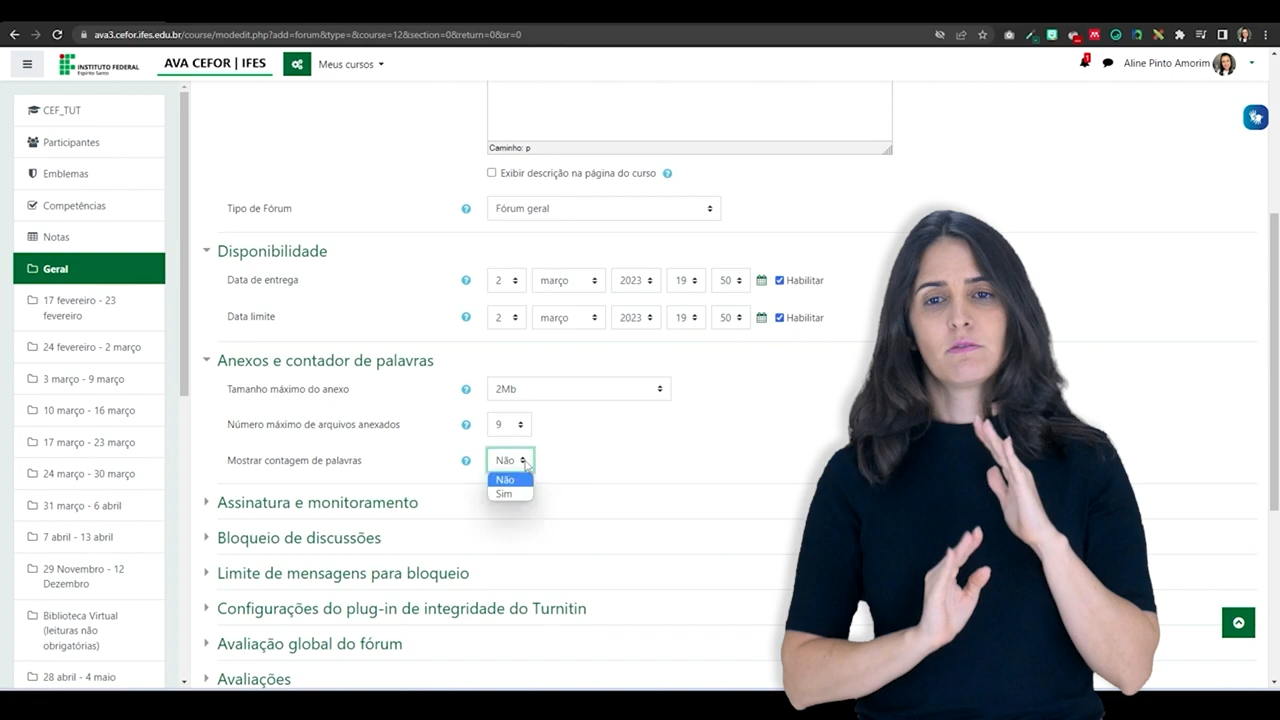 ava3.cefor.ifes.edu.br/course/modedit.php?add=forum&type=&course=12&section=0&return=0&sr=0
INSTITUTO FEDERAL
Espírito Santo
AVA CEFOR | IFES
Meus cursos
Aline Pinto Amorim
CEF_TUT
Participantes
Emblemas
Competências
Notas
Geral
17 fevereiro - 23
fevereiro
24 fevereiro - 2 março
3 março - 9 março
10 março - 16 março
17 março - 23 março
24 março - 30 março
31 março - 6 abril
7 abril - 13 abril
29 Novembro - 12
Dezembro
Biblioteca Virtual
(leituras não
obrigatórias)
28 abril - 4 maio
Caminho: p
Exibir descrição na página do curso
Tipo de Fórum Fórum geral
Disponibilidade
Data de entrega 2 março 2023 19 50 Habilitar
Data limite 2 março 2023 19 50 Habilitar
Anexos e contador de palavras
Tamanho máximo do anexo 2Mb
Número máximo de arquivos anexados 9
Mostrar contagem de palavras Não
Não
Sim
Assinatura e monitoramento
Bloqueio de discussões
Limite de mensagens para bloqueio
Configurações do plug-in de integridade do Turnitin
Avaliação global do fórum
Avaliações